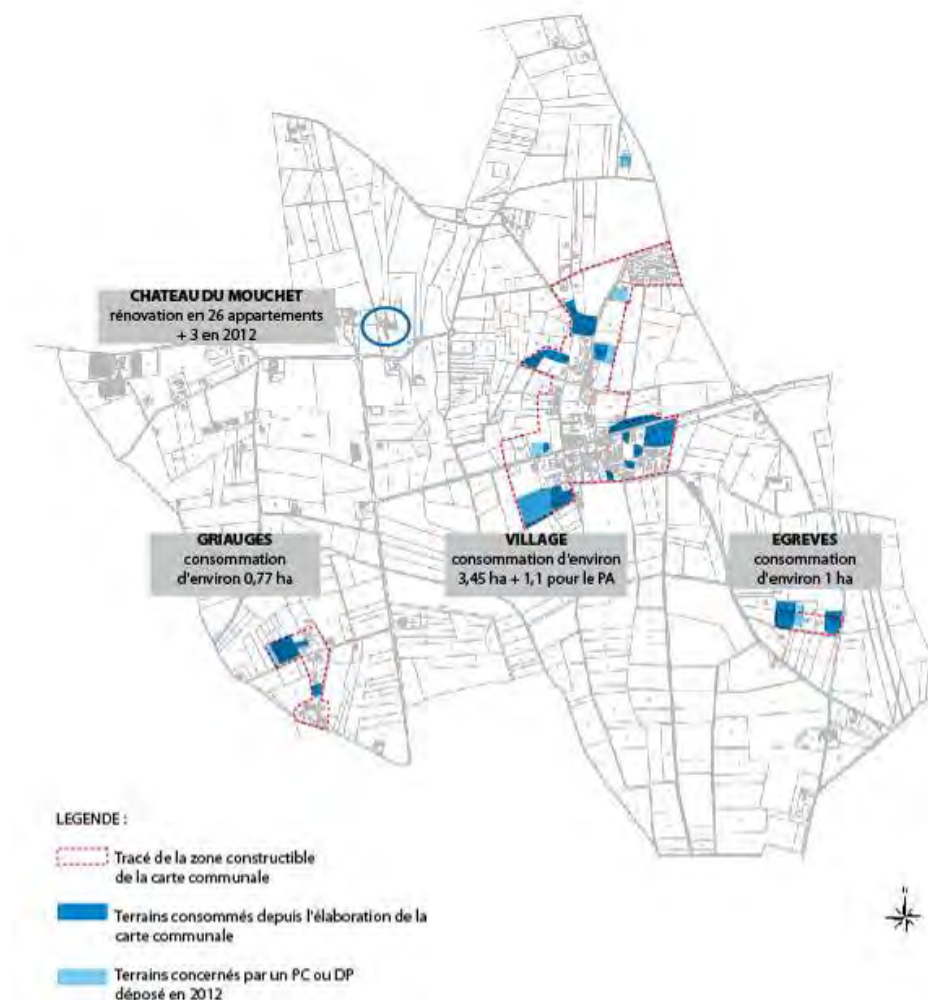 CHATEAU DU MOUCHET
rénovation en 26 appartements
+ 3 en 2012
GRIAUGES
consommation
d'environ 0,77 ha
VILLAGE
consommation d'environ
3,45 ha + 1,1 pour le PA
EGREVES
consommation
d'environ 1 ha
LEGENDE :
Tracé de la zone constructible
de la carte communale
Terrains consommés depuis l'élaboration de la
carte communale
Terrains concernés par un PC ou DP
déposé en 2012